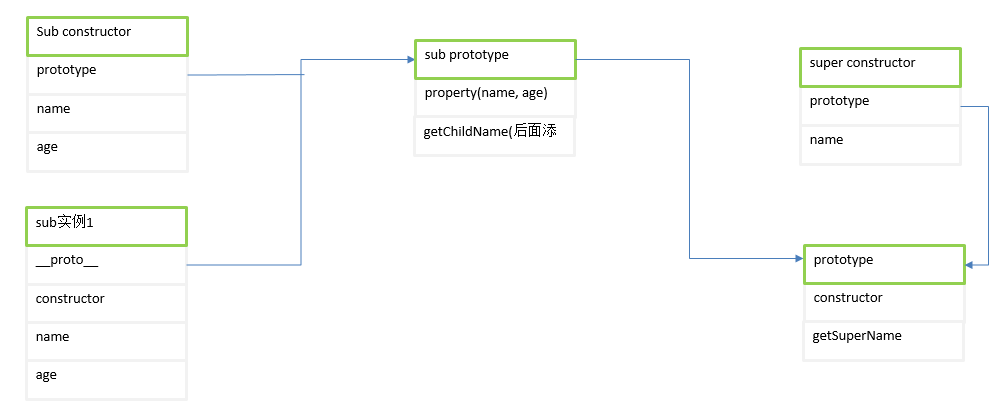 Sub constructor
prototype
name
age
sub实例1
__proto__
constructor
name
age
sub prototype
property(name, age)
getChildName(后面添
super constructor
prototype
name
prototype
constructor
getSuperName